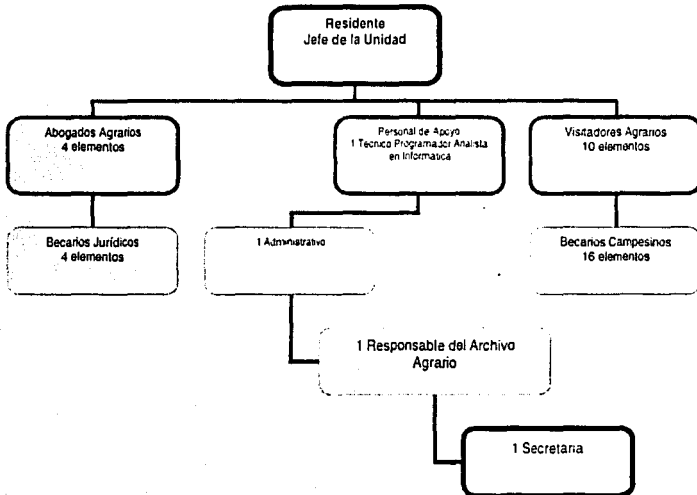 Residente
Jefe de la Unidad
Abogados Agrarios
4 elementos
Personal de Apoyo
1 Tecnico Programador Analista
en Informatica
Visitadores Agrarios
10 elementos
Becarios Jurídicos
4 elementos
1 Administrativo
Becarios Campesinos
16 elementos
1 Responsable del Archivo
Agrario
1 Secretaria